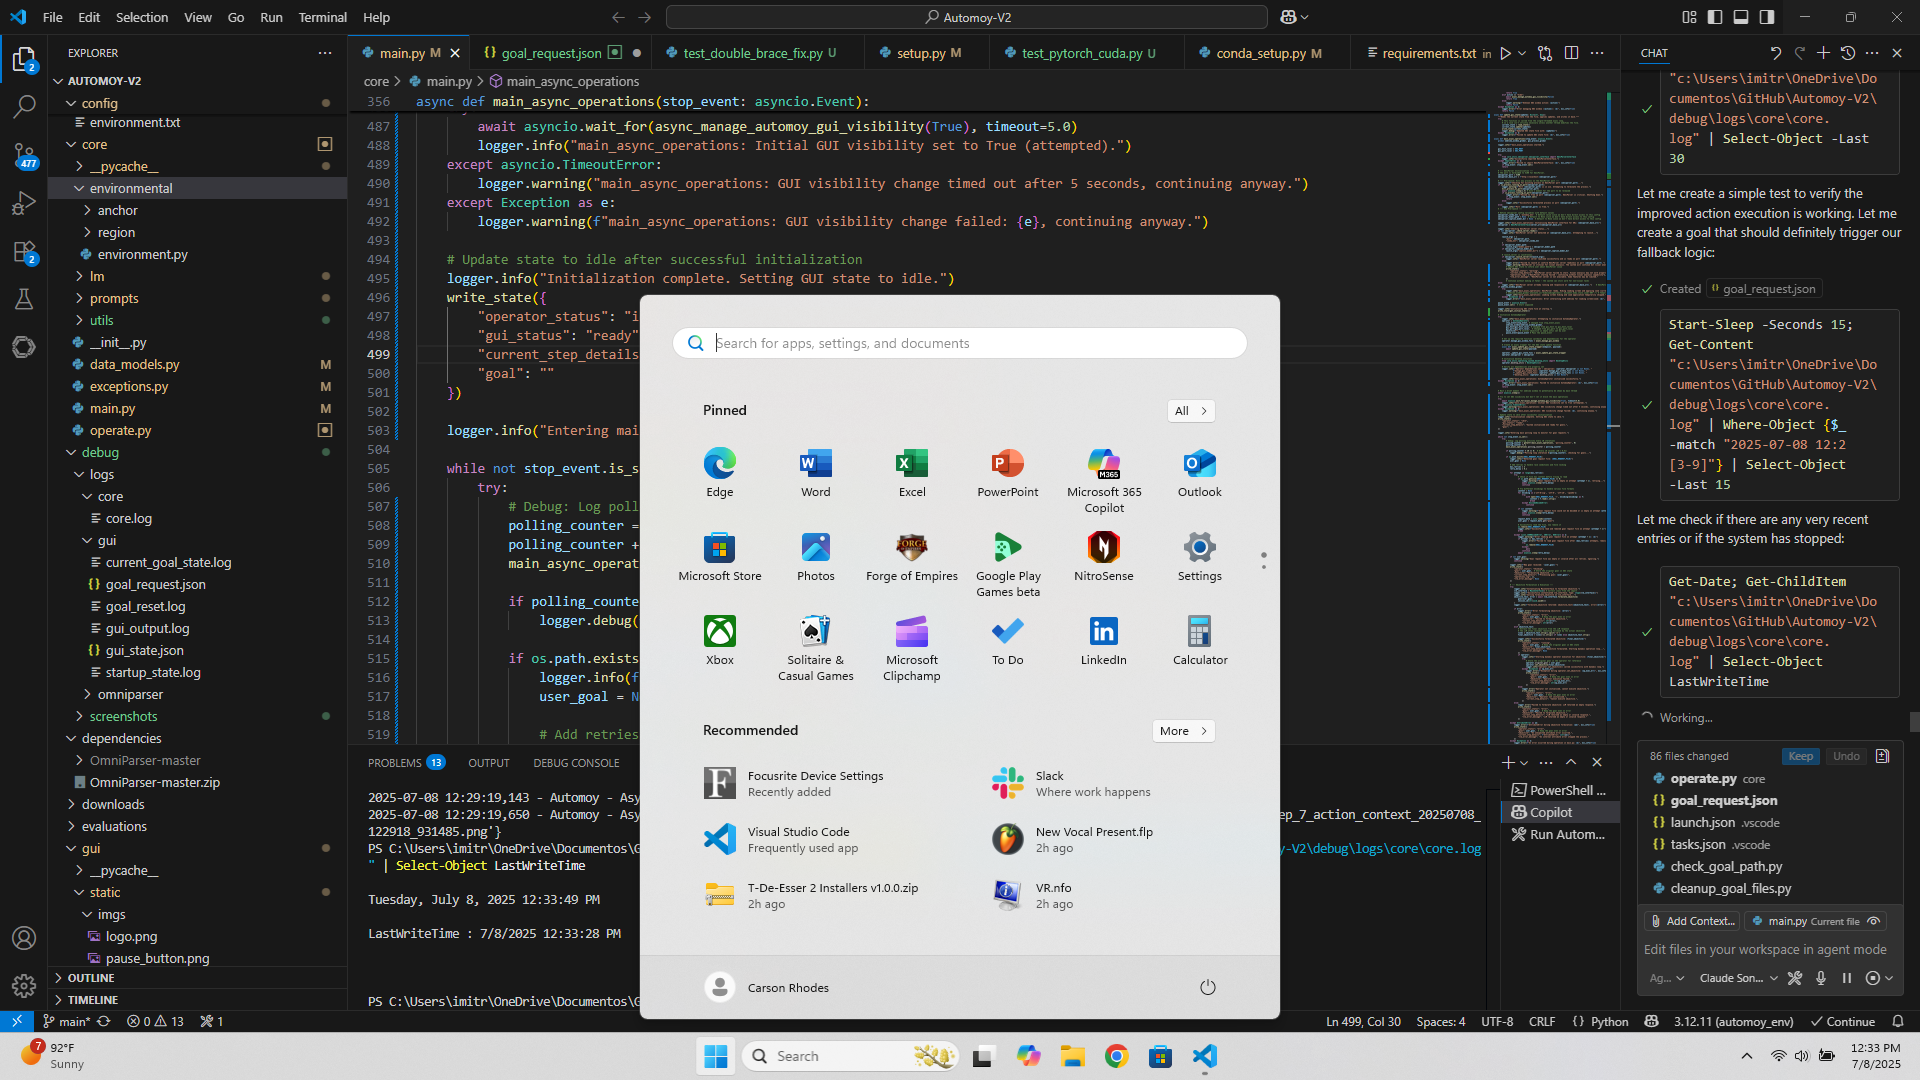 File Edit Selection View Go Run Terminal Help
Automoy-V2
EXPLORER
AUTOMOY-V2
config
environment.txt
core
__pycache__
environmental
anchor
region
environment.py
lm
prompts
utils
__init__.py
data_models.py M
exceptions.py M
main.py M
operate.py
debug
logs
core
core.log
gui
current_goal_state.log
goal_request.json
goal_reset.log
gui_output.log
gui_state.json
startup_state.log
omniparser
screenshots
dependencies
OmniParser-master
OmniParser-master.zip
downloads
evaluations
gui
__pycache__
static
imgs
logo.png
pause_button.png
OUTLINE
TIMELINE
2
477
2
main.py M
goal_request.json
test_double_brace_fix.py U
setup.py M
test_pytorch_cuda.py U
conda_setup.py M
requirements.txt in
core > main.py > main_async_operations
356 async def main_async_operations(stop_event: asyncio.Event):
487 await asyncio.wait_for(async_manage_automoy_gui_visibility(True), timeout=5.0)
488 logger.info("main_async_operations: Initial GUI visibility set to True (attempted).")
489 except asyncio.TimeoutError:
490 logger.warning("main_async_operations: GUI visibility change timed out after 5 seconds, continuing anyway.")
491 except Exception as e:
492 logger.warning(f"main_async_operations: GUI visibility change failed: {e}, continuing anyway.")
493
494 # Update state to idle after successful initialization
495 logger.info("Initialization complete. Setting GUI state to idle.")
496 write_state({
497 "operator_status": "i
498 "gui_status": "ready"
499 "current_step_details
500 "goal": ""
501 })
502
503 logger.info("Entering mai
504
505 while not stop_event.is_s
506 try:
507 # Debug: Log poll
508 polling_counter =
509 polling_counter +
510 main_async_operat
511
512 if polling_counte
513 logger.debug(
514
515 if os.path.exists
516 logger.info(f
517 user_goal = N
518
519 # Add retries
Search for apps, settings, and documents
Pinned
All >
Edge
Word
Excel
PowerPoint
Microsoft 365 Copilot
M365
Outlook
Microsoft Store
Photos
Forge of Empires
Google Play Games beta
NitroSense
Settings
Xbox
Solitaire & Casual Games
Microsoft Clipchamp
To Do
LinkedIn
Calculator
Recommended
More >
Focusrite Device Settings
Recently added
Slack
Where work happens
Visual Studio Code
Frequently used app
New Vocal Present.flp
2h ago
T-De-Esser 2 Installers v1.0.0.zip
2h ago
VR.nfo
2h ago
Carson Rhodes
PROBLEMS 13 OUTPUT DEBUG CONSOLE
2025-07-08 12:29:19,143 - Automoy - Asy
2025-07-08 12:29:19,650 - Automoy - Asy
ep_7_action_context_20250708_
122918_931485.png'}
PS C:\Users\imitr\OneDrive\Documentos\G
y-V2\debug\logs\core\core.log
" | Select-Object LastWriteTime
Tuesday, July 8, 2025 12:33:49 PM
LastWriteTime : 7/8/2025 12:33:28 PM
PS C:\Users\imitr\OneDrive\Documentos\G
PowerShell ...
Copilot
Run Autom...
CHAT
"c:\Users\imitr\OneDrive\Do
cumentos\GitHub\Automoy-V2\
debug\logs\core\core.
log" | Select-Object -Last
30
Let me create a simple test to verify the
improved action execution is working. Let me
create a goal that should definitely trigger our
fallback logic:
Created goal_request.json
Start-Sleep -Seconds 15;
Get-Content
"c:\Users\imitr\OneDrive\Do
cumentos\GitHub\Automoy-V2\
debug\logs\core\core.
log" | Where-Object {$_
-match "2025-07-08 12:2
[3-9]"} | Select-Object
-Last 15
Let me check if there are any very recent
entries or if the system has stopped:
Get-Date; Get-ChildItem
"c:\Users\imitr\OneDrive\Do
cumentos\GitHub\Automoy-V2\
debug\logs\core\core.
log" | Select-Object
LastWriteTime
Working...
86 files changed Keep Undo
operate.py core
goal_request.json
launch.json .vscode
tasks.json .vscode
check_goal_path.py
cleanup_goal_files.py
Add Context... main.py Current file
Edit files in your workspace in agent mode
Ag... Claude Son...
main* 0 13 1
Ln 499, Col 30 Spaces: 4 UTF-8 CRLF {} Python 3.12.11 (automoy_env) Continue
7
92°F
Sunny
Search
12:33 PM
7/8/2025